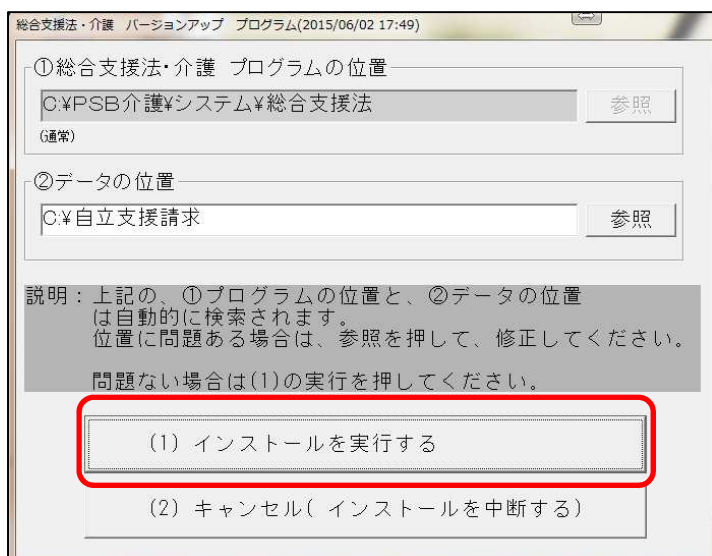 総合支援法・介護 バージョンアップ プログラム(2015/06/02 17:49)
①総合支援法・介護 プログラムの位置
C:¥PSB介護¥システム¥総合支援法
参照
(通常)
②データの位置
C:¥自立支援請求
参照
説明：上記の、①プログラムの位置と、②データの位置
は自動的に検索されます。
位置に問題ある場合は、参照を押して、修正してください。
問題ない場合は(1)の実行を押してください。
(1) インストールを実行する
(2) キャンセル( インストールを中断する)